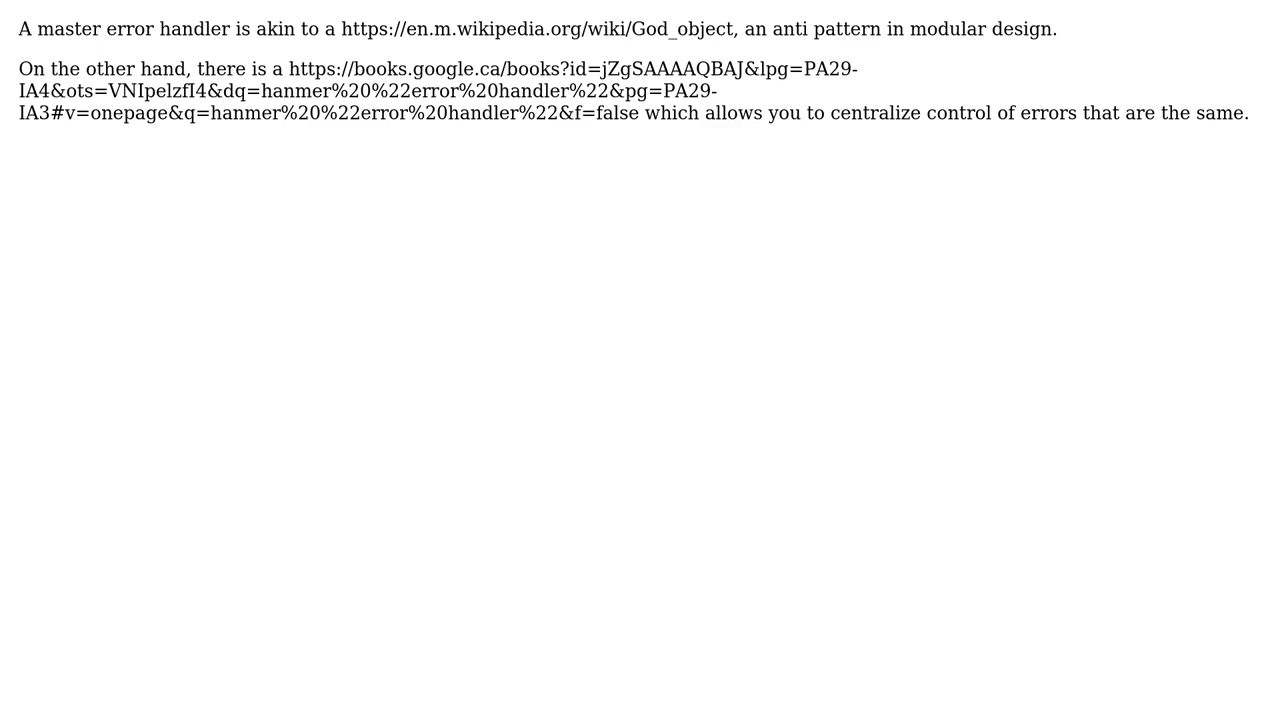 A master error handler is akin to a https://en.m.wikipedia.org/wiki/God_object, an anti pattern in modular design.
On the other hand, there is a https://books.google.ca/books?id=jZgSAAAAQBAJ&lpg=PA29-
IA4&ots=VNIpelzfI4&dq=hanmer%20%22error%20handler%22&pg=PA29-
IA3#v=onepage&q=hanmer%20%22error%20handler%22&f=false which allows you to centralize control of errors that are the same.